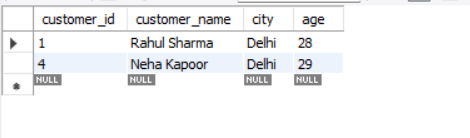 customer_id customer_name city age
1 Rahul Sharma Delhi 28
4 Neha Kapoor Delhi 29
NULL NULL NULL NULL